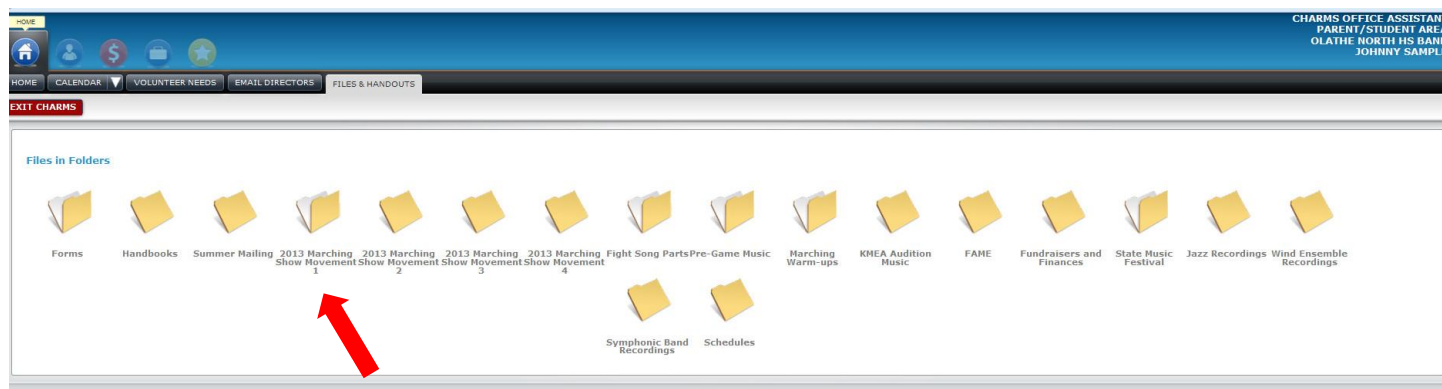 HOME
CHARMS OFFICE ASSISTAN
PARENT/STUDENT AREA
OLATHE NORTH HS BAN
JOHNNY SAMPL
$
HOME CALENDAR VOLUNTEER NEEDS EMAIL DIRECTORS FILES & HANDOUTS
EXIT CHARMS
Files in Folders
Forms Handbooks Summer Mailing 2013 Marching 2013 Marching 2013 Marching 2013 Marching Fight Song Parts Pre-Game Music Marching KMEA Audition FAME Fundraisers and State Music Jazz Recordings Wind Ensemble
Show Movement Show Movement Show Movement Show Movement Warm-ups Music Finances Festival Recordings
1 2 3 4
Symphonic Band Schedules
Recordings